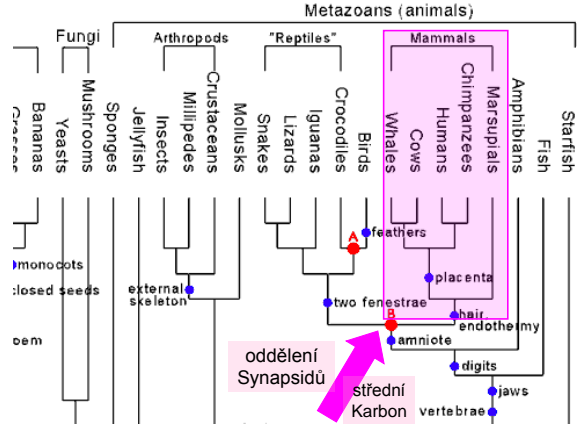 Metazoans (animals)
Fungi
Arthropods
"Reptiles"
Mammals
Bananas
Yeasts
Mushrooms
Sponges
Jellyfish
Insects
Millipedes
Crustaceans
Mollusks
Snakes
Lizards
Iguanas
Crocodiles
Birds
Whales
Cows
Humans
Chimpanzees
Marsupials
Amphibians
Fish
Starfish
A
feathers
monocots
placenta
closed seeds
external
skeleton
two fenestrae
B
hair
endothermy
amniote
digits
jaws
vertebrae
oddělení
Synapsidů
střední
Karbon